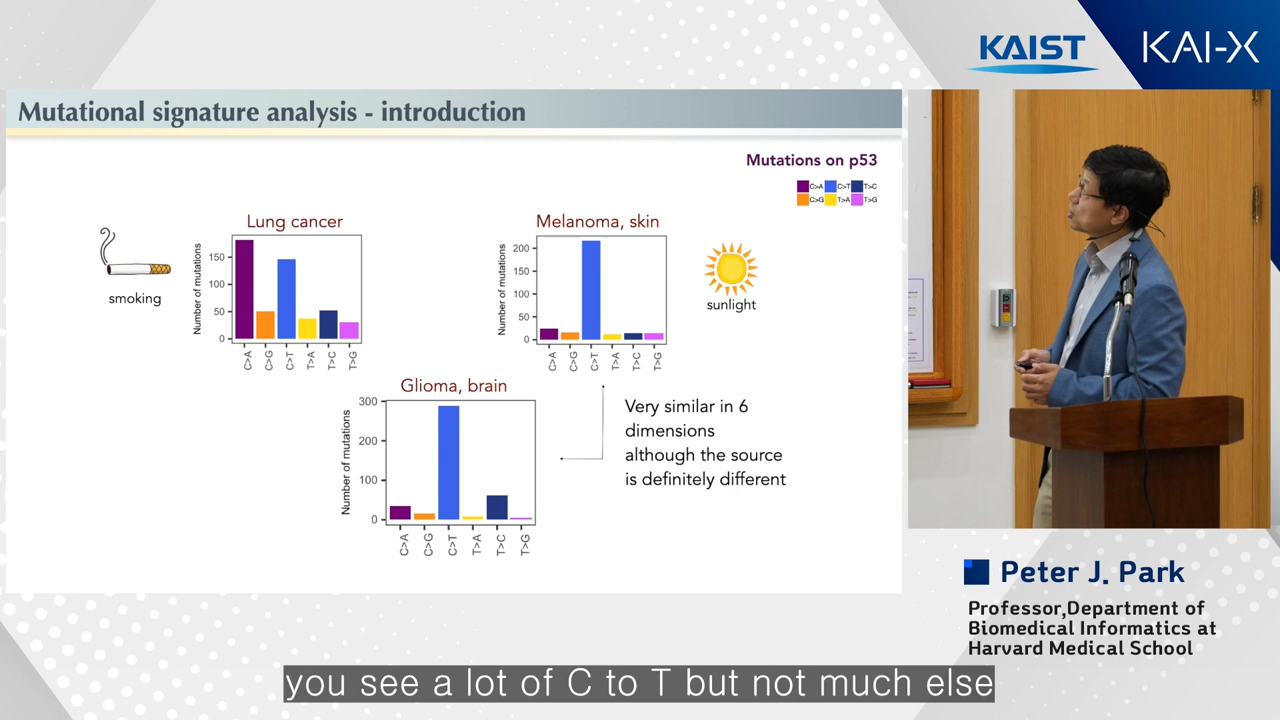 KAIST
KAI-X
Mutational signature analysis - introduction
Mutations on p53
C>A C>T T>C
C>G T>A T>G
Lung cancer
Number of mutations
150
100
50
0
C>A C>G C>T T>A T>C T>G
smoking
Melanoma, skin
Number of mutations
200
150
100
50
0
C>A C>G C>T T>A T>C T>G
sunlight
Glioma, brain
Number of mutations
300
200
100
0
C>A C>G C>T T>A T>C T>G
Very similar in 6
dimensions
although the source
is definitely different
Peter J. Park
Professor,Department of
Biomedical Informatics at
Harvard Medical School
you see a lot of C to T but not much else